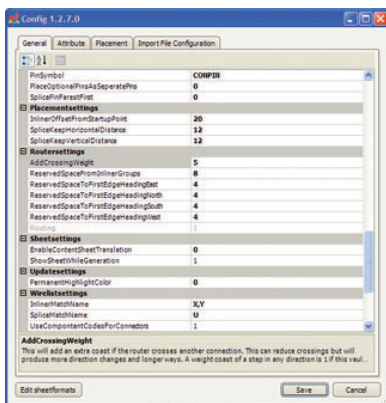 Config 1.2.7.0
General Attribute Placement Import File Configuration
PinSymbol CONPIN
PlaceOptionalPinsAsSeperatePins 0
SplicePinFarestFirst 0
Placementsettings
InlinerOffsetFromStartupPoint 20
SpliceKeepHorizontalDistance 12
SpliceKeepVerticalDistance 12
Routersettings
AddCrossingWeight 5
ReservedSpaceFromInlinerGroups 8
ReservedSpaceToFirstEdgeHeadingEast 4
ReservedSpaceToFirstEdgeHeadingNorth 4
ReservedSpaceToFirstEdgeHeadingSouth 4
ReservedSpaceToFirstEdgeHeadingWest 4
Routing 1
Sheetsettings
EnableContentSheetTranslation 0
ShowSheetWhileGeneration 1
Updatesettings
PermanentHighlightColor 0
Wirelistsettings
InlinerMatchName X,Y
SpliceMatchName U
UseCompontentCodesForConnectors 1
AddCrossingWeight
This will add an extra coast if the router crosses another connection. This can reduce crossings but will
produce more direction changes and longer ways. A weight coast of a step in any direction is 1 if this vaul...
Edit sheetformats Save Cancel